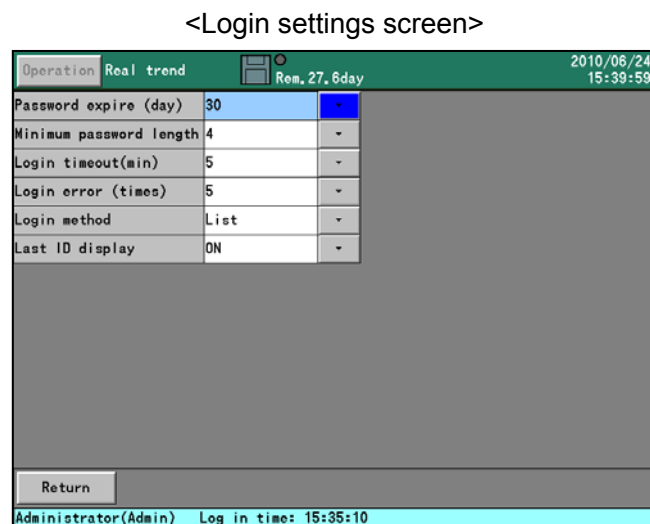 <Login settings screen>
Operation Real trend Rem.27.6day 2010/06/24
15:39:59
Password expire (day) 30
Minimum password length 4
Login timeout(min) 5
Login error (times) 5
Login method List
Last ID display ON
Return
Administrator(Admin) Log in time: 15:35:10